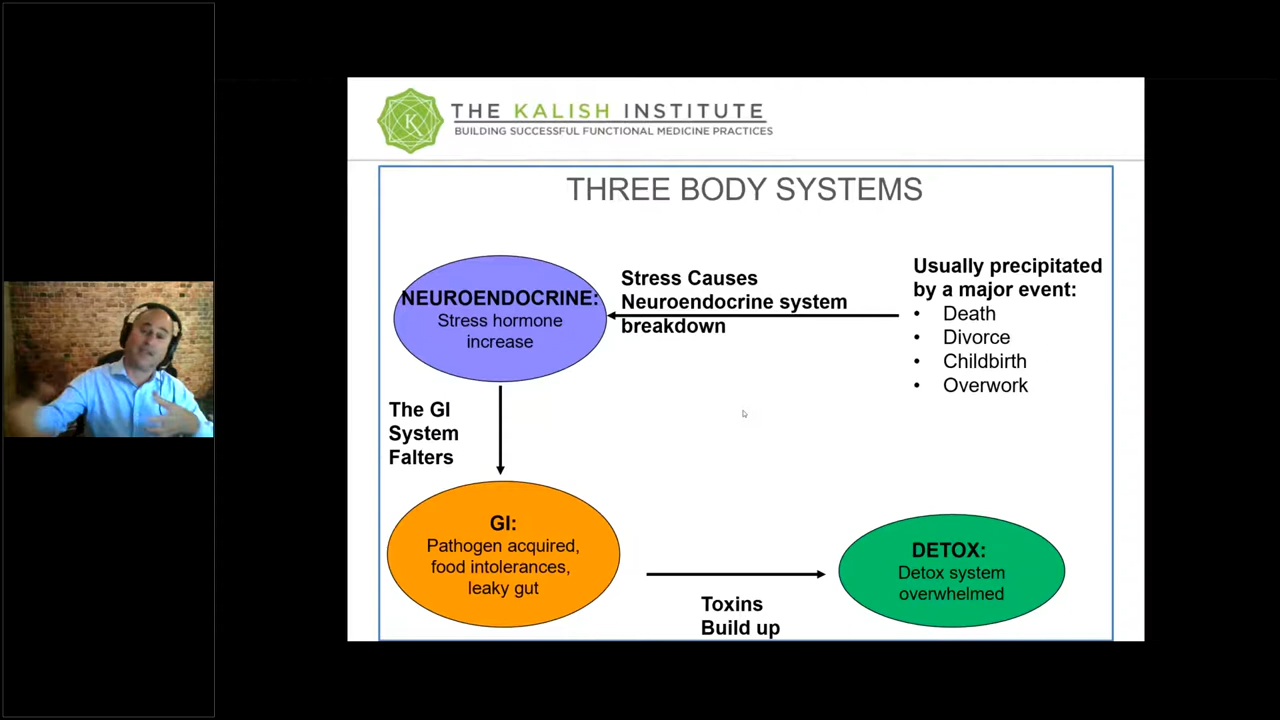 THE KALISH INSTITUTE
BUILDING SUCCESSFUL FUNCTIONAL MEDICINE PRACTICES
THREE BODY SYSTEMS
NEUROENDOCRINE:
Stress hormone
increase
Stress Causes
Neuroendocrine system
breakdown
Usually precipitated
by a major event:
• Death
• Divorce
• Childbirth
• Overwork
The GI
System
Falters
GI:
Pathogen acquired,
food intolerances,
leaky gut
Toxins
Build up
DETOX:
Detox system
overwhelmed